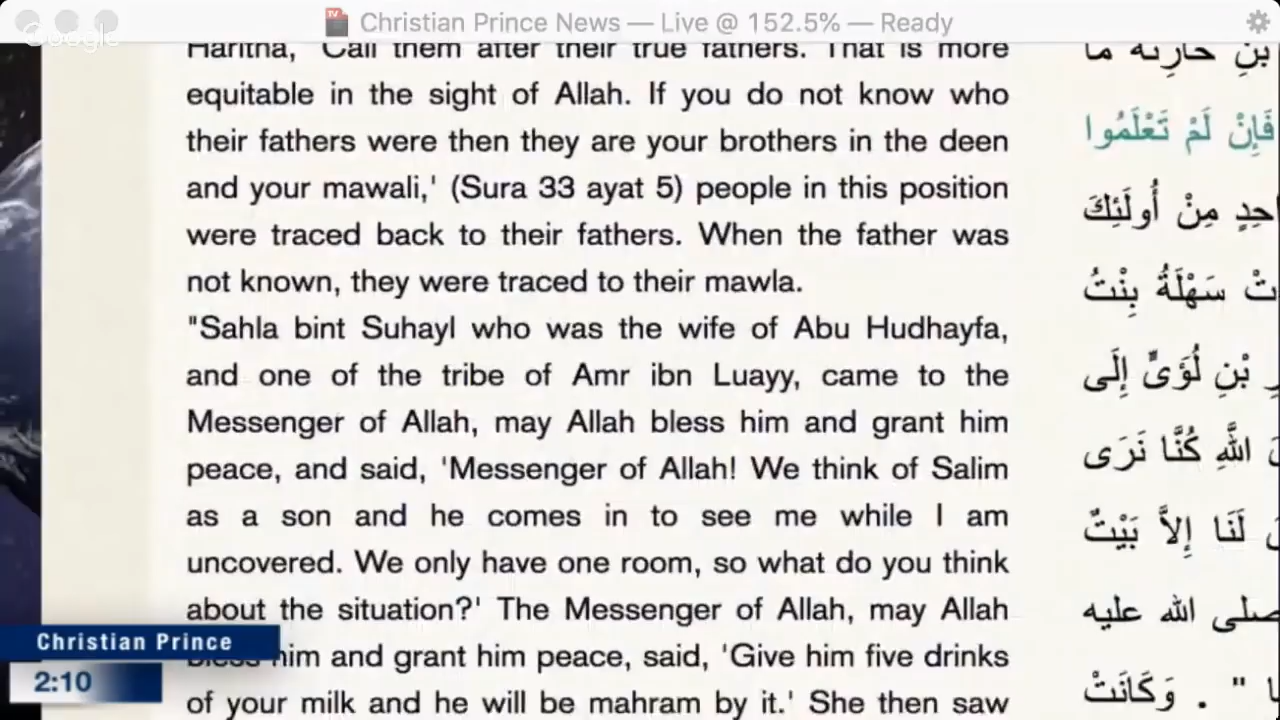 Christian Prince News — Live @ 152.5% — Ready
Google
Haritha, 'Call them after their true fathers. That is more
equitable in the sight of Allah. If you do not know who
their fathers were then they are your brothers in the deen
and your mawali,' (Sura 33 ayat 5) people in this position
were traced back to their fathers. When the father was
not known, they were traced to their mawla.
"Sahla bint Suhayl who was the wife of Abu Hudhayfa,
and one of the tribe of Amr ibn Luayy, came to the
Messenger of Allah, may Allah bless him and grant him
peace, and said, 'Messenger of Allah! We think of Salim
as a son and he comes in to see me while I am
uncovered. We only have one room, so what do you think
about the situation?' The Messenger of Allah, may Allah
bless him and grant him peace, said, 'Give him five drinks
of your milk and he will be mahram by it.' She then saw
بْنِ حَارِثَةَ مَا
فَإِنْ لَمْ تَعْلَمُوا
مِنْ أُولَئِكَ
سَهْلَةُ بِنْتُ
بْنِ لُؤَىٍّ إِلَى
اللَّهِ كُنَّا نَرَى
لَنَا إِلاَّ بَيْتٌ
صلى الله عليه
" . وَكَانَتْ
Christian Prince
2:10